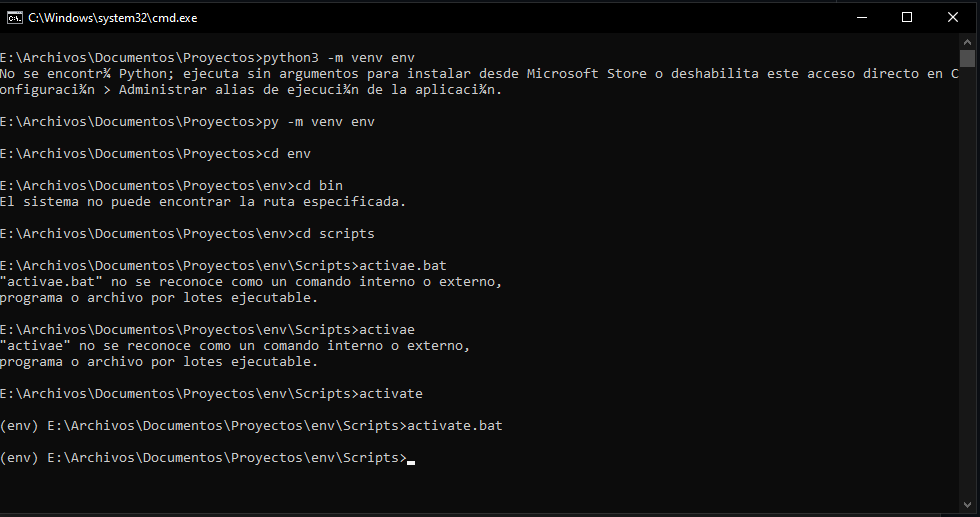 C:\Windows\system32\cmd.exe
E:\Archivos\Documentos\Proyectos>python3 -m venv env
No se encontr% Python; ejecuta sin argumentos para instalar desde Microsoft Store o deshabilita este acceso directo en C
onfiguraci¾n > Administrar alias de ejecuci¾n de la aplicaci¾n.
E:\Archivos\Documentos\Proyectos>py -m venv env
E:\Archivos\Documentos\Proyectos>cd env
E:\Archivos\Documentos\Proyectos\env>cd bin
El sistema no puede encontrar la ruta especificada.
E:\Archivos\Documentos\Proyectos\env>cd scripts
E:\Archivos\Documentos\Proyectos\env\Scripts>activae.bat
"activae.bat" no se reconoce como un comando interno o externo,
programa o archivo por lotes ejecutable.
E:\Archivos\Documentos\Proyectos\env\Scripts>activae
"activae" no se reconoce como un comando interno o externo,
programa o archivo por lotes ejecutable.
E:\Archivos\Documentos\Proyectos\env\Scripts>activate
(env) E:\Archivos\Documentos\Proyectos\env\Scripts>activate.bat
(env) E:\Archivos\Documentos\Proyectos\env\Scripts>